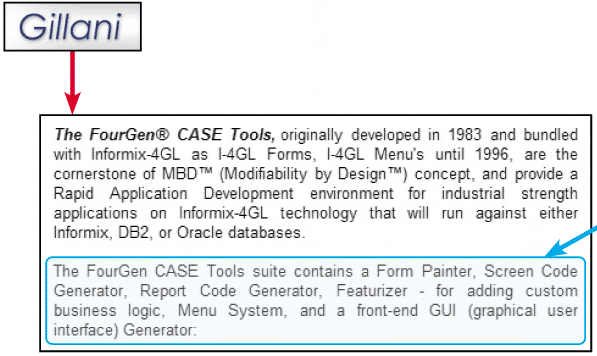 Gillani
The FourGen® CASE Tools, originally developed in 1983 and bundled
with Informix-4GL as I-4GL Forms, I-4GL Menu's until 1996, are the
cornerstone of MBD™ (Modifiability by Design™) concept, and provide a
Rapid Application Development environment for industrial strength
applications on Informix-4GL technology that will run against either
Informix, DB2, or Oracle databases.
The FourGen CASE Tools suite contains a Form Painter, Screen Code
Generator, Report Code Generator, Featurizer - for adding custom
business logic, Menu System, and a front-end GUI (graphical user
interface) Generator: